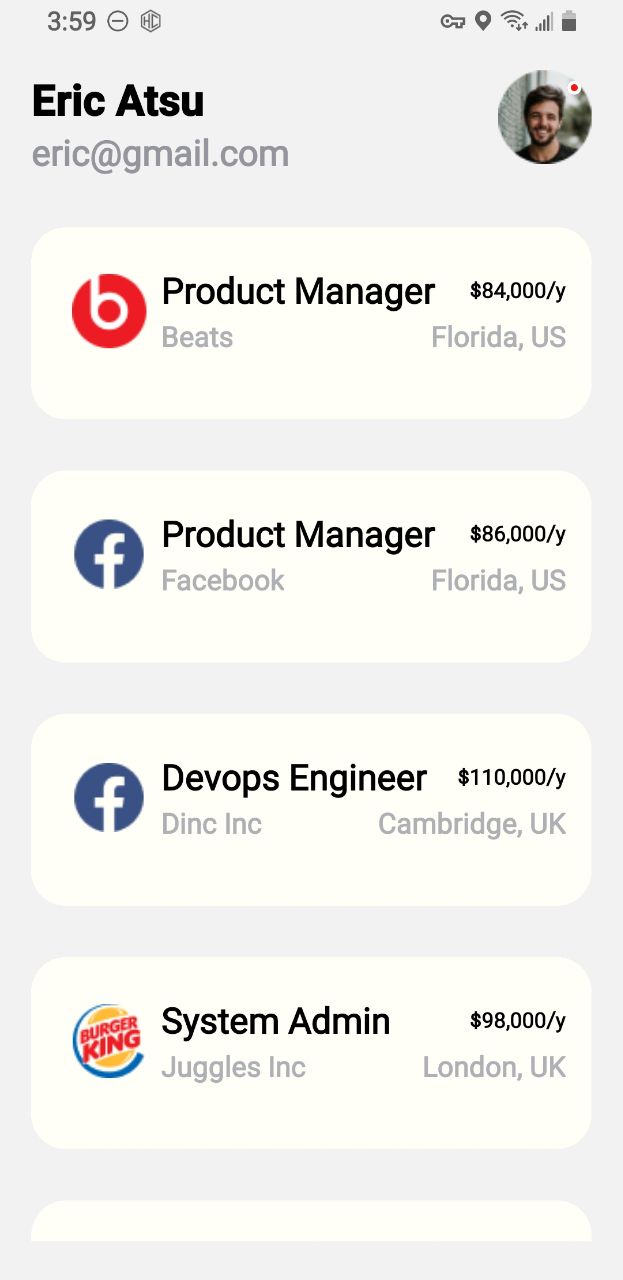 3:59
Eric Atsu
eric@gmail.com
Product Manager $84,000/y
Beats Florida, US
Product Manager $86,000/y
Facebook Florida, US
Devops Engineer $110,000/y
Dinc Inc Cambridge, UK
BURGER
KING
System Admin $98,000/y
Juggles Inc London, UK